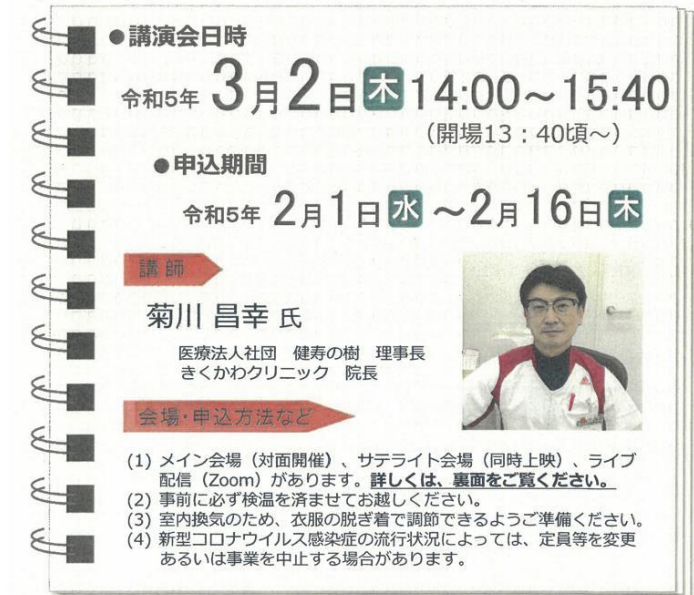 ●講演会日時
令和5年 3月2日 木 14:00～15:40
（開場13：40頃～）
●申込期間
令和5年 2月1日 水 ～2月16日 木
講師
菊川 昌幸 氏
医療法人社団　健寿の樹　理事長
きくかわクリニック　院長
会場・申込方法など
(1) メイン会場（対面開催）、サテライト会場（同時上映）、ライブ
配信（Zoom）があります。詳しくは、裏面をご覧ください。
(2) 事前に必ず検温を済ませてお越しください。
(3) 室内換気のため、衣服の脱ぎ着で調節できるようご準備ください。
(4) 新型コロナウイルス感染症の流行状況によっては、定員等を変更
あるいは事業を中止する場合があります。